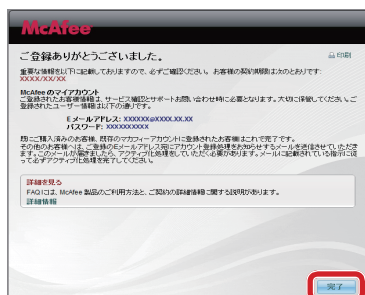 McAfee
ご登録ありがとうございました。
印刷
重要な情報を以下に記載しておりますので、必ずご確認ください。お客様の契約期限は次のとおりです:
XXXX/XX/XX
McAfee のマイアカウント
ご登録されたお客様情報は、サービス確認とサポートお問い合わせ時に必要となります。大切に保管してください。ご
登録されたユーザー情報は以下の通りです。
Eメールアドレス: XXXXXX@XXXX.XX.XX
パスワード: XXXXXXXXXX
既にご購入済みのお客様、既存のマカフィーアカウントに登録されたお客様はこれで完了です。
その他のお客様へは、ご登録のEメールアドレス宛にアカウント登録処理をお知らせするメールを送信させていただき
ます。このメールが届きましたら、アクティブ化処理をしていただく必要があります。メールに記載されている指示に従
って必ずアクティブ化処理を完了してください。
詳細を見る
FAQ には、McAfee 製品のご利用方法と、ご契約の詳細情報に関する説明があります。
詳細情報
完了